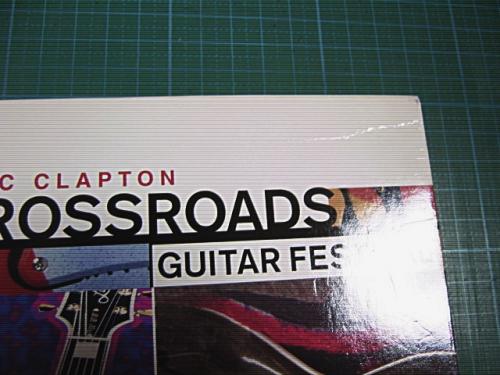 C CLAPTON
ROSSROADS
GUITAR FES